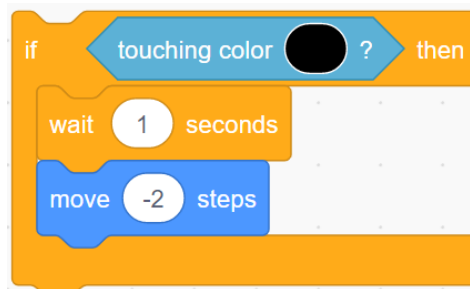 if touching color ? then
wait 1 seconds
move -2 steps